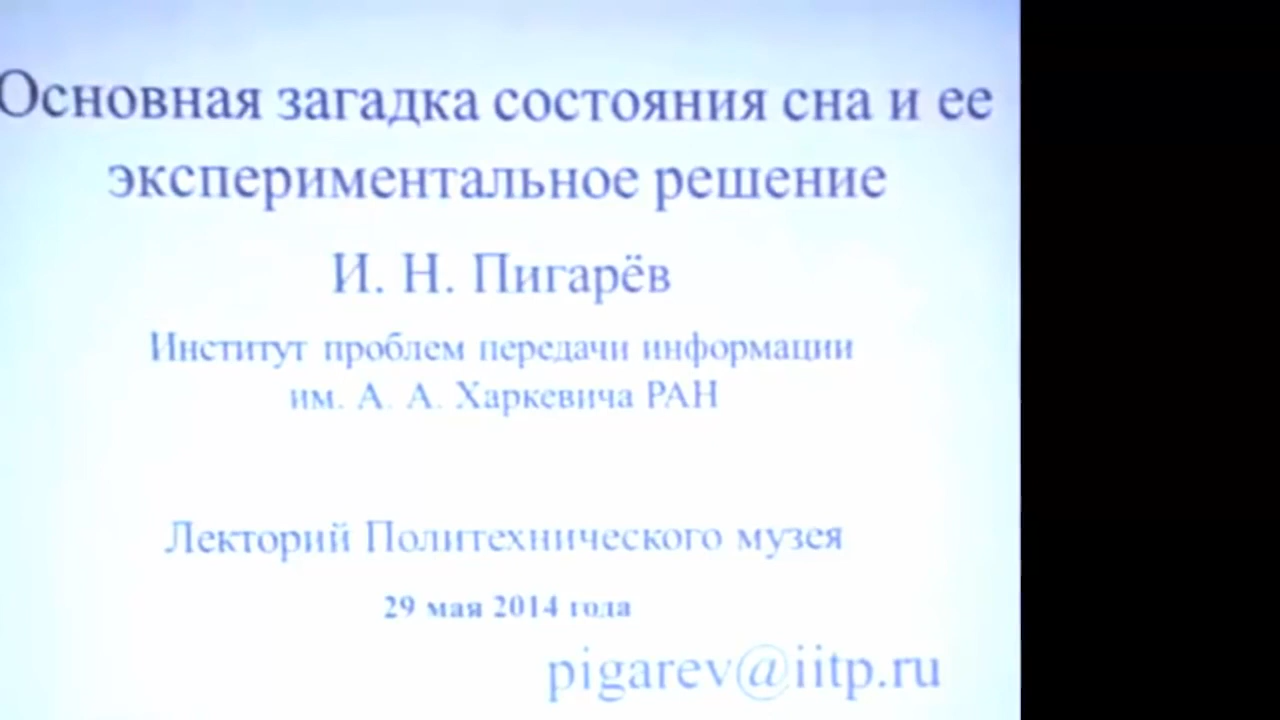 Основная загадка состояния сна и ее
экспериментальное решение
И. Н. Пигарёв
Институт проблем передачи информации
им. А. А. Харкевича РАН
Лекторий Политехнического музея
29 мая 2014 года
pigarev@iitp.ru